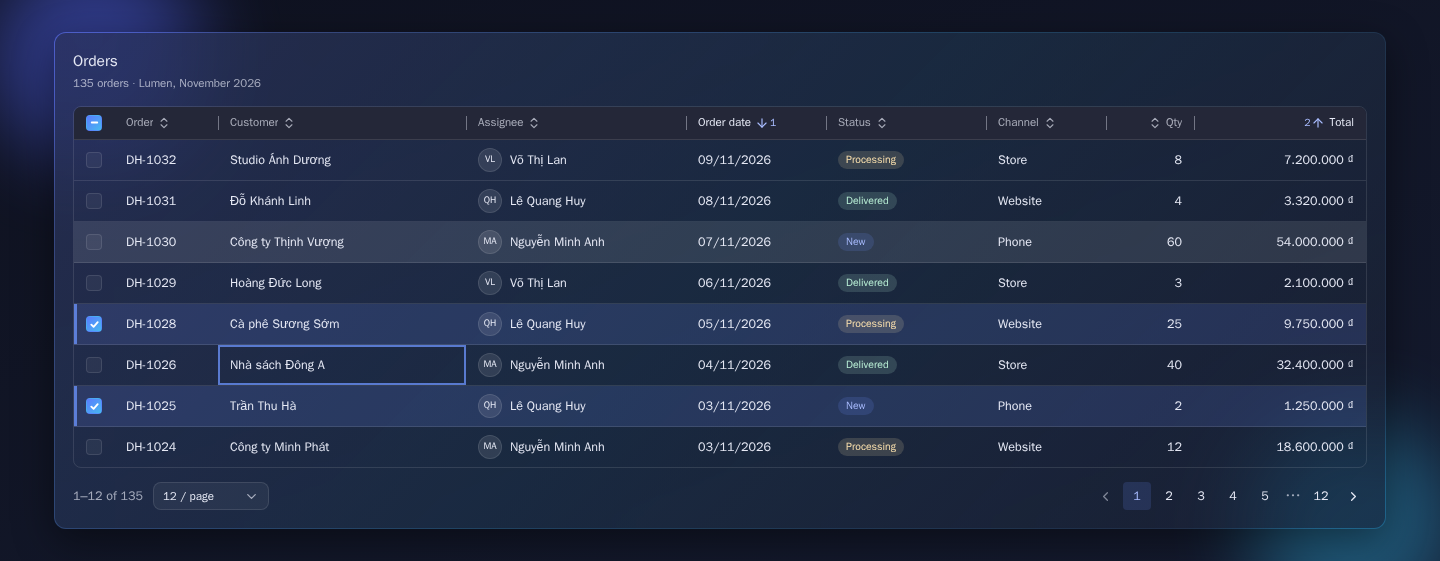 Orders
135 orders · Lumen, November 2026
Order Customer Assignee Order date 1 Status Channel Qty 2 Total
DH-1032 Studio Ánh Dương VL Võ Thị Lan 09/11/2026 Processing Store 8 7.200.000 ₫
DH-1031 Đỗ Khánh Linh QH Lê Quang Huy 08/11/2026 Delivered Website 4 3.320.000 ₫
DH-1030 Công ty Thịnh Vượng MA Nguyễn Minh Anh 07/11/2026 New Phone 60 54.000.000 ₫
DH-1029 Hoàng Đức Long VL Võ Thị Lan 06/11/2026 Delivered Store 3 2.100.000 ₫
DH-1028 Cà phê Sương Sớm QH Lê Quang Huy 05/11/2026 Processing Website 25 9.750.000 ₫
DH-1026 Nhà sách Đông A MA Nguyễn Minh Anh 04/11/2026 Delivered Store 40 32.400.000 ₫
DH-1025 Trần Thu Hà QH Lê Quang Huy 03/11/2026 New Phone 2 1.250.000 ₫
DH-1024 Công ty Minh Phát MA Nguyễn Minh Anh 03/11/2026 Processing Website 12 18.600.000 ₫
1–12 of 135 12 / page 1 2 3 4 5 ··· 12